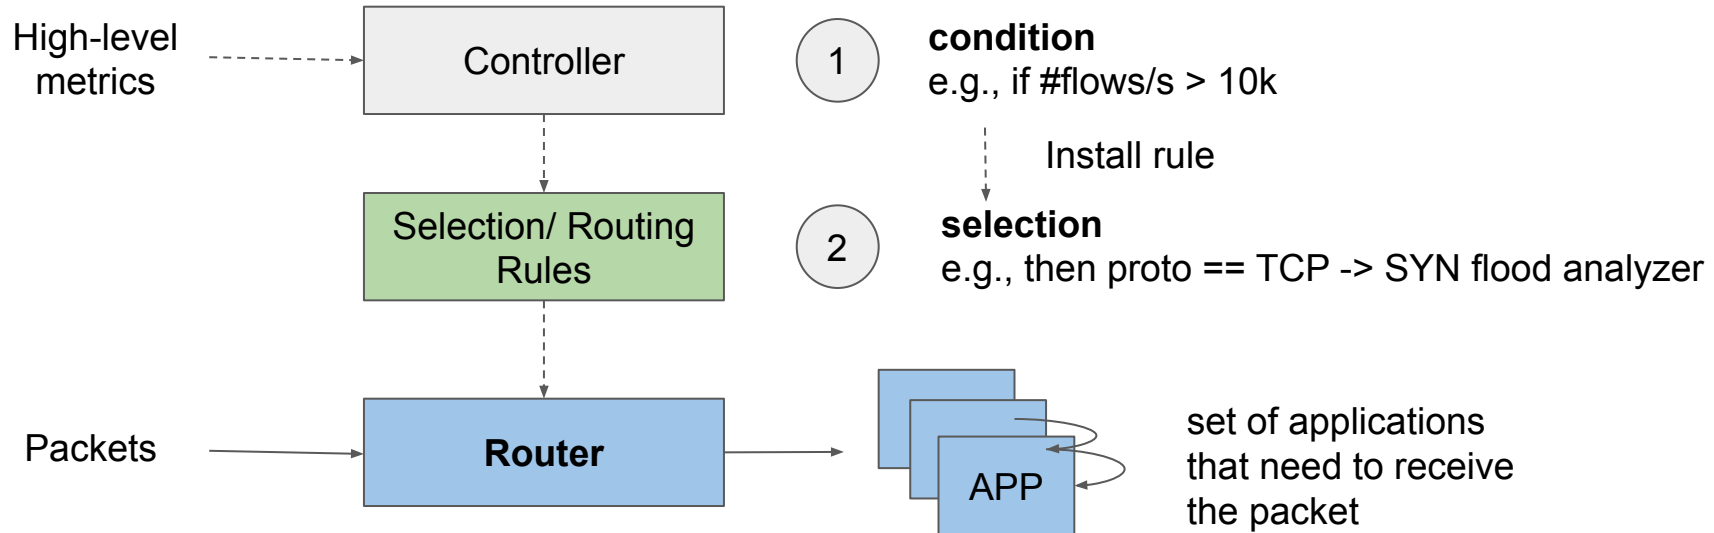 High-level
metrics
Controller
1
condition
e.g., if #flows/s > 10k
Install rule
Selection/ Routing
Rules
2
selection
e.g., then proto == TCP -> SYN flood analyzer
Packets
Router
APP
set of applications
that need to receive
the packet